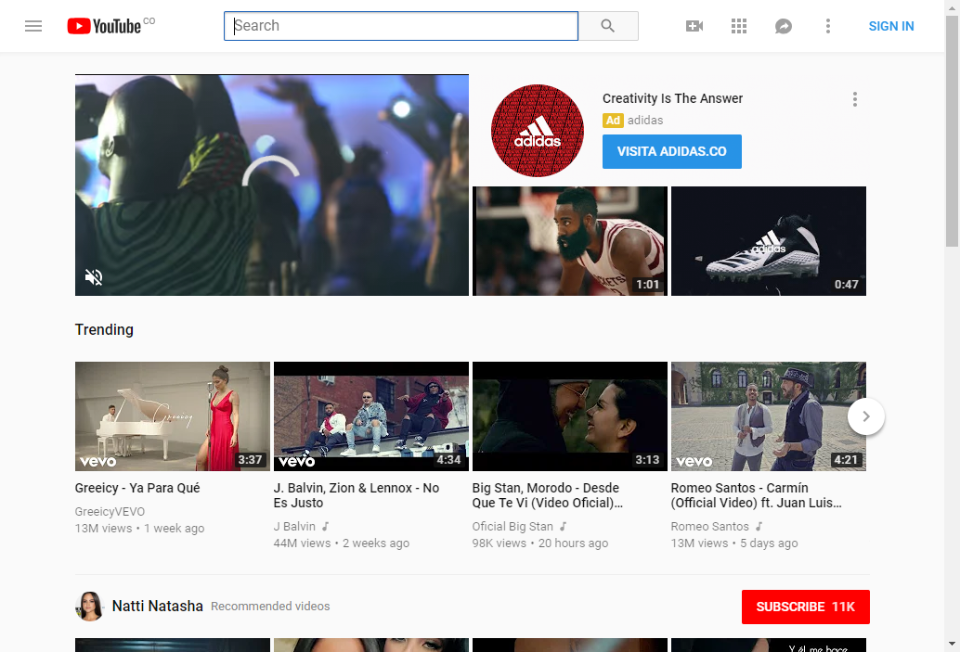 YouTube CO
Search
SIGN IN
Creativity Is The Answer
Ad adidas
VISITA ADIDAS.CO
adidas
1:01
adidas
0:47
Trending
Greeicy
vevo
3:37
vevo
4:34
3:13
vevo
4:21
Greeicy - Ya Para Qué
GreeicyVEVO
13M views • 1 week ago
J. Balvin, Zion & Lennox - No
Es Justo
J Balvin
44M views • 2 weeks ago
Big Stan, Morodo - Desde
Que Te Vi (Video Oficial)...
Oficial Big Stan
98K views • 20 hours ago
Romeo Santos - Carmín
(Official Video) ft. Juan Luis...
Romeo Santos
13M views • 5 days ago
Natti Natasha Recommended videos
SUBSCRIBE 11K